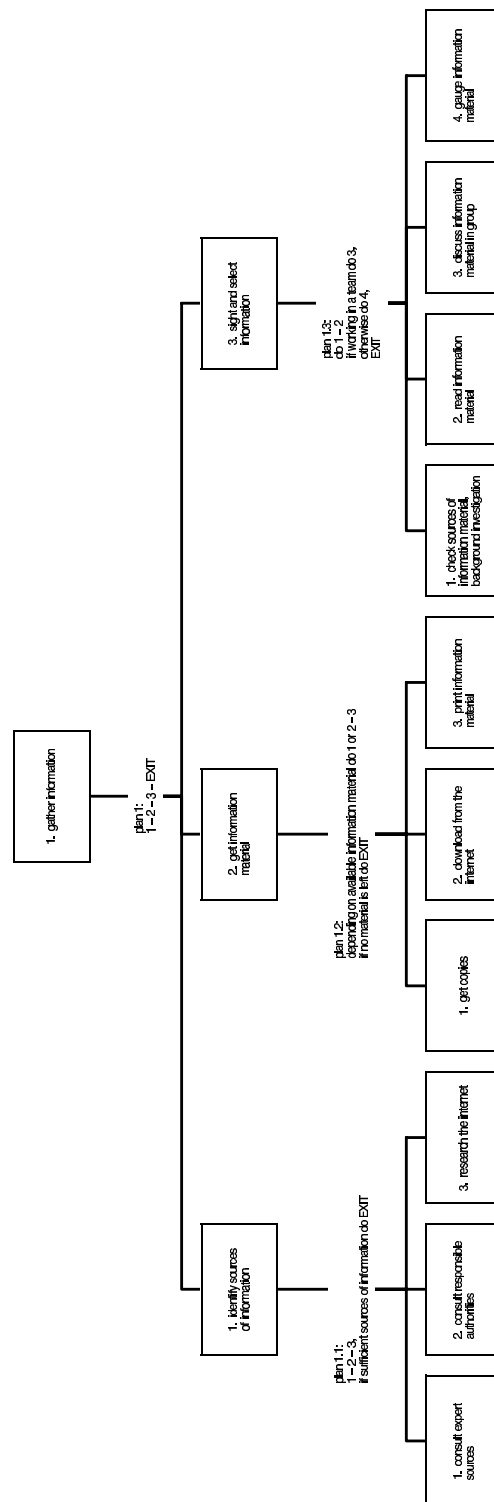 1. gather information
plan 1:
1 – 2 – 3 – EXIT
1. identify sources
of information
2. get information
material
3. sight and select
information
plan 1.1:
1 – 2 – 3,
if sufficient sources of information do EXIT
plan 1.2:
depending on available information material do 1 or 2 – 3
if no material is left do EXIT
plan 1.3:
do 1 – 2
if working in a team do 3,
otherwise do 4,
EXIT
1. consult expert
sources
2. consult responsible
authorities
3. research the internet
1. get copies
2. download from the
internet
3. print information
material
1. check sources of
information material,
background investigation
2. read information
material
3. discuss information
material in group
4. gauge information
material